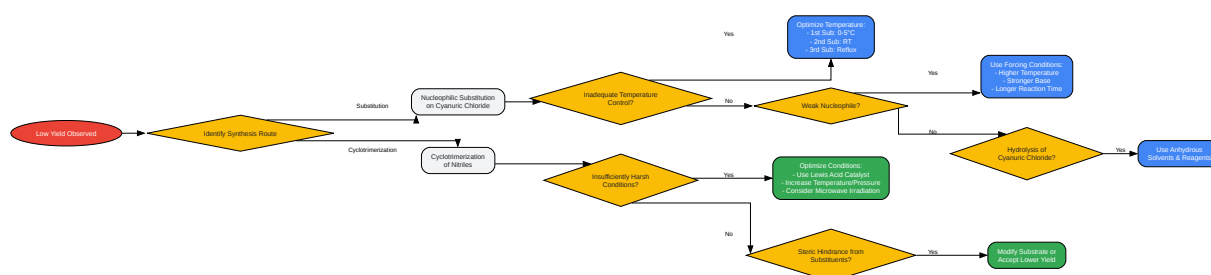 Low Yield Observed
Identify Synthesis Route
Substitution
Cyclotrimerization
Nucleophilic Substitution
on Cyanuric Chloride
Cyclotrimerization
of Nitriles
Inadequate Temperature
Control?
Yes
No
Optimize Temperature:
- 1st Sub: 0-5°C
- 2nd Sub: RT
- 3rd Sub: Reflux
Weak Nucleophile?
Yes
No
Use Forcing Conditions:
- Higher Temperature
- Stronger Base
- Longer Reaction Time
Hydrolysis of
Cyanuric Chloride?
Yes
Use Anhydrous
Solvents & Reagents
Insufficiently Harsh
Conditions?
Yes
No
Optimize Conditions:
- Use Lewis Acid Catalyst
- Increase Temperature/Pressure
- Consider Microwave Irradiation
Steric Hindrance from
Substituents?
Yes
Modify Substrate or
Accept Lower Yield